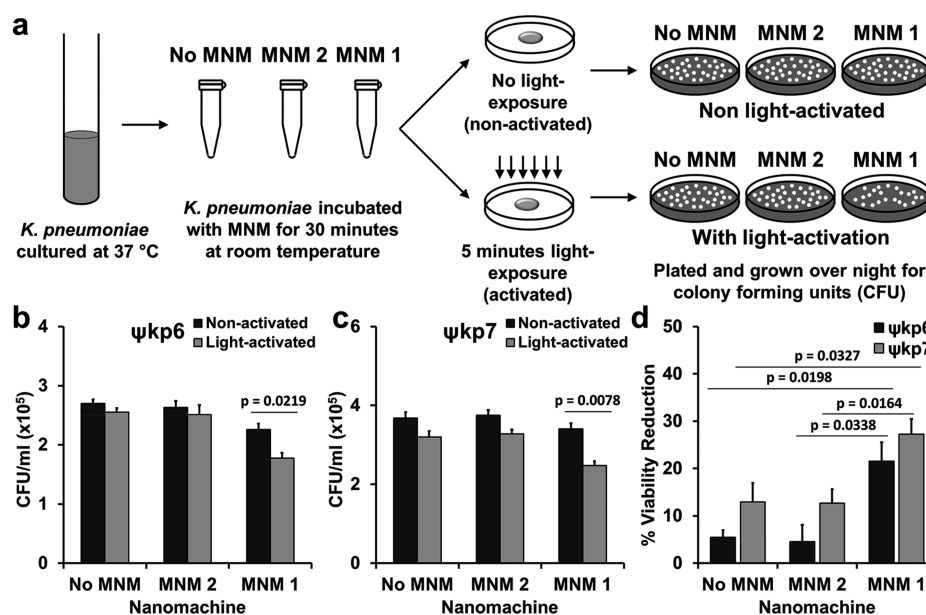 a
No MNM MNM 2 MNM 1
K. pneumoniae
cultured at 37 °C
K. pneumoniae incubated
with MNM for 30 minutes
at room temperature
No light-
exposure
(non-activated)
5 minutes light-
exposure
(activated)
No MNM MNM 2 MNM 1
Non light-activated
No MNM MNM 2 MNM 1
With light-activation
Plated and grown over night for
colony forming units (CFU)
b
ψkp6
Non-activated
Light-activated
p = 0.0219
CFU/ml (x10⁵)
4
3
2
1
0
No MNM MNM 2 MNM 1
Nanomachine
c
ψkp7
Non-activated
Light-activated
p = 0.0078
CFU/ml (x10⁵)
6
4
2
0
No MNM MNM 2 MNM 1
Nanomachine
d
ψkp6
ψkp7
p = 0.0327
p = 0.0198
p = 0.0164
p = 0.0338
% Viability Reduction
50
40
30
20
10
0
No MNM MNM 2 MNM 1
Nanomachine